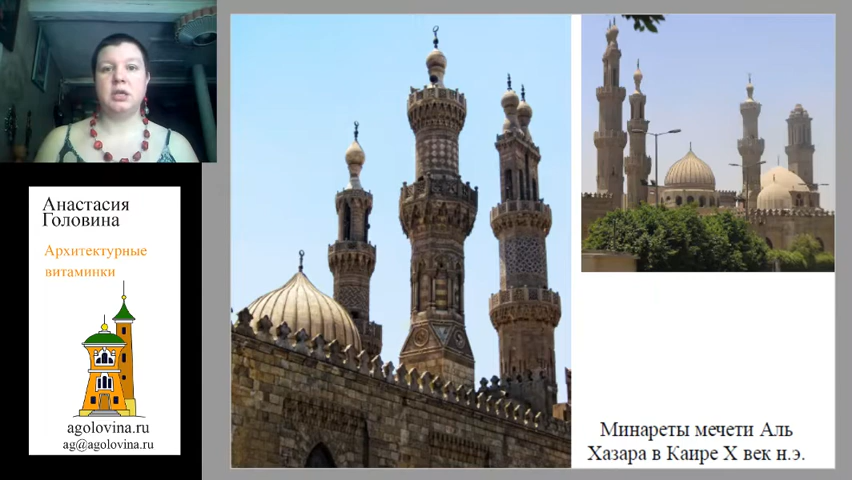 Анастасия
Головина
Архитектурные
витаминки
agolovina.ru
ag@agolovina.ru
Минареты мечети Аль
Хазара в Каире X век н.э.